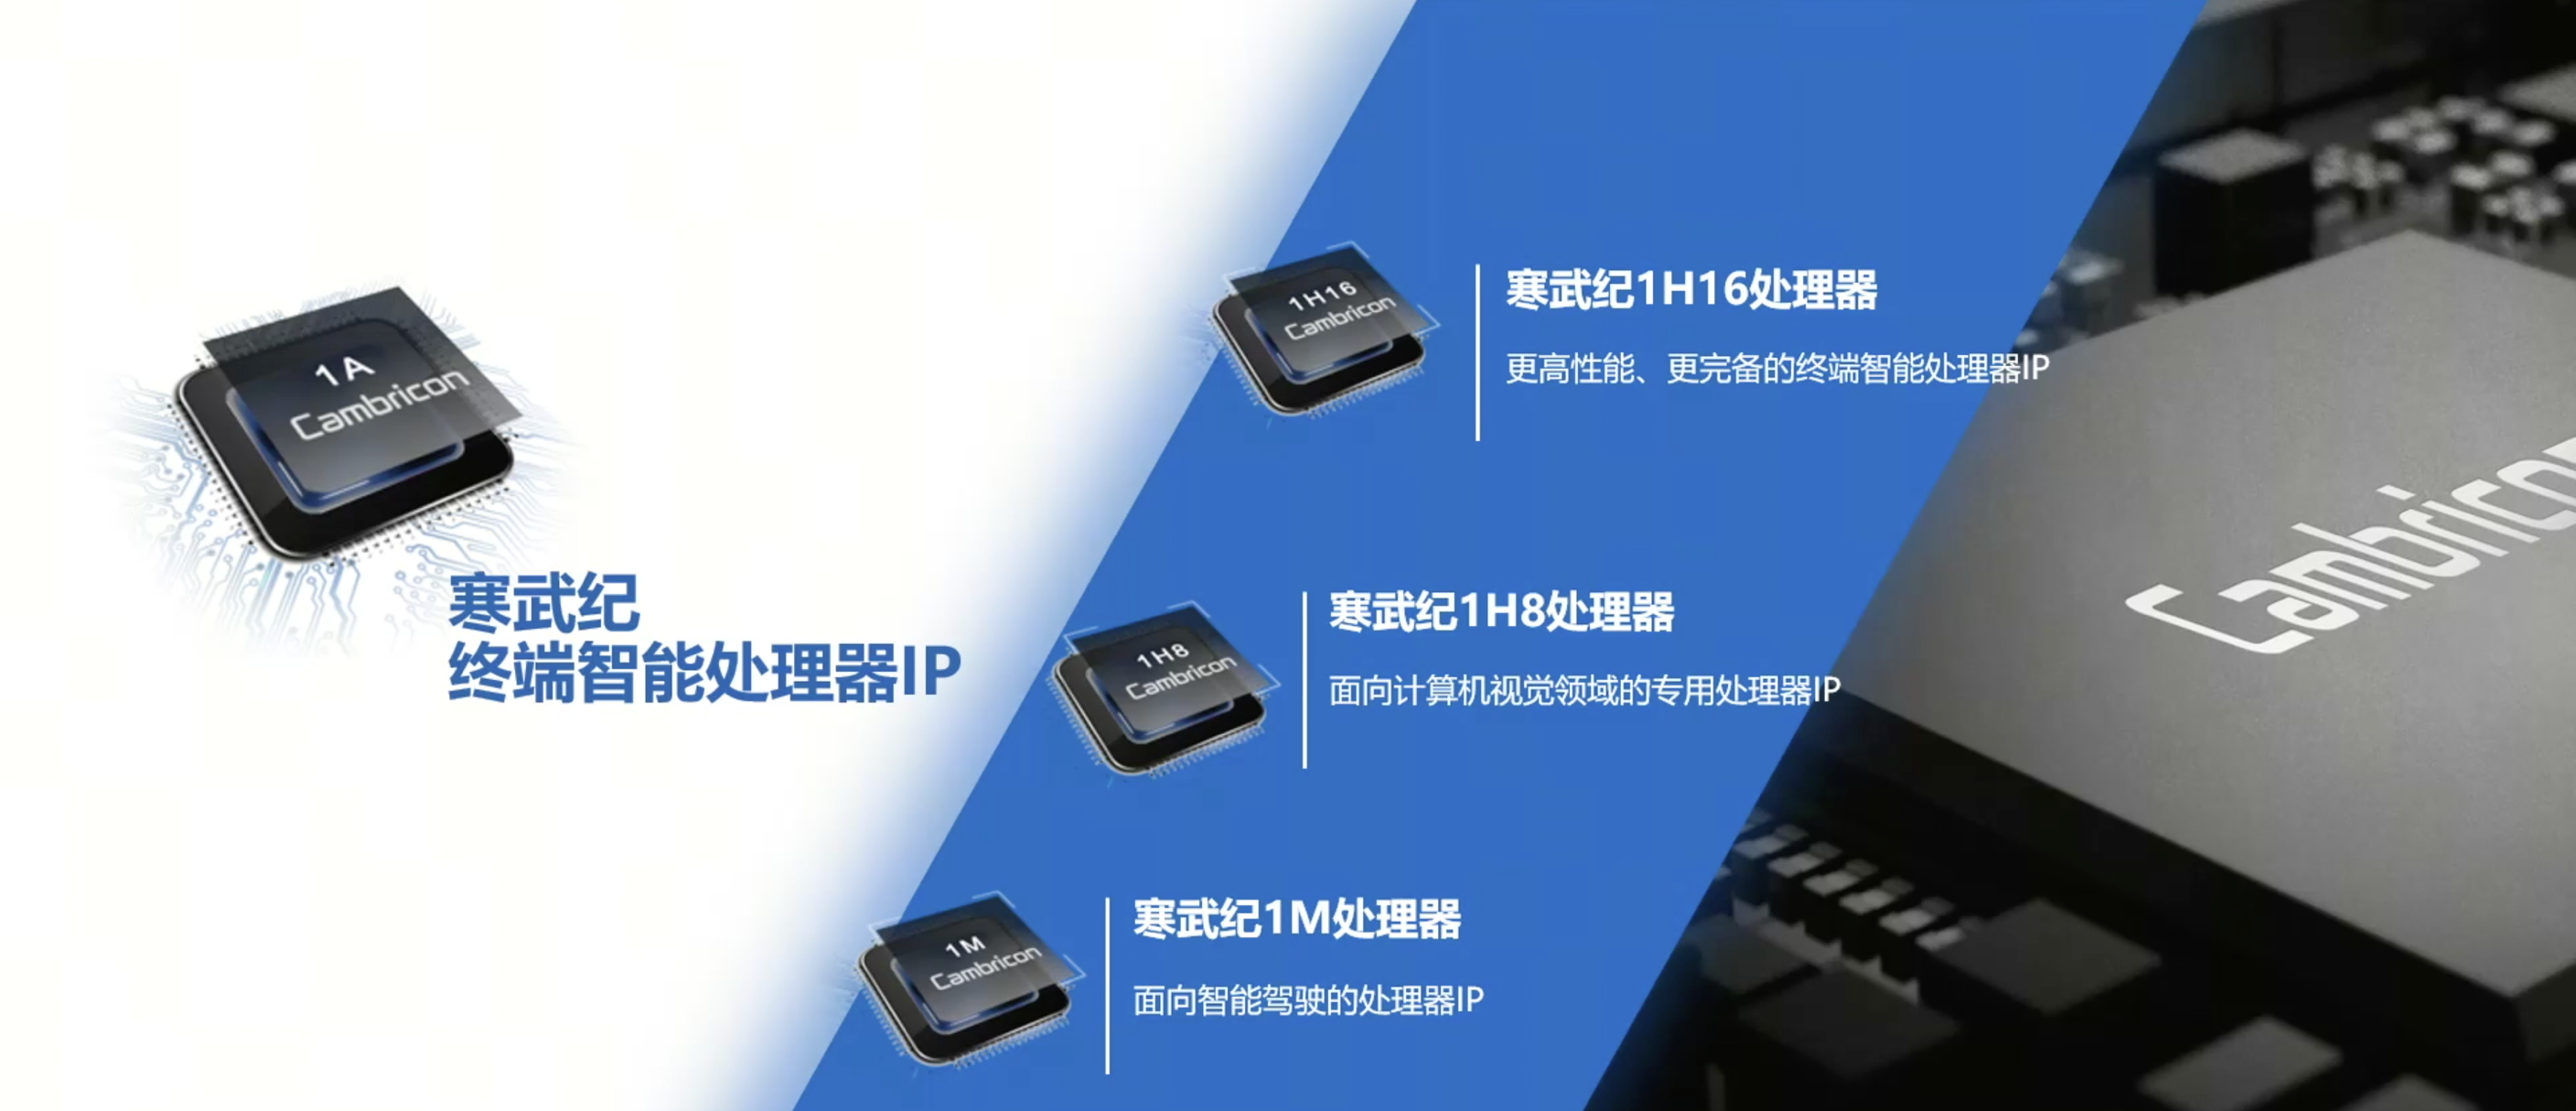 1A
Cambricon
寒武纪
终端智能处理器IP
1H16
Cambricon
寒武纪1H16处理器
更高性能、更完备的终端智能处理器IP
1H8
Cambricon
寒武纪1H8处理器
面向计算机视觉领域的专用处理器IP
1M
Cambricon
寒武纪1M处理器
面向智能驾驶的处理器IP
Cambrico